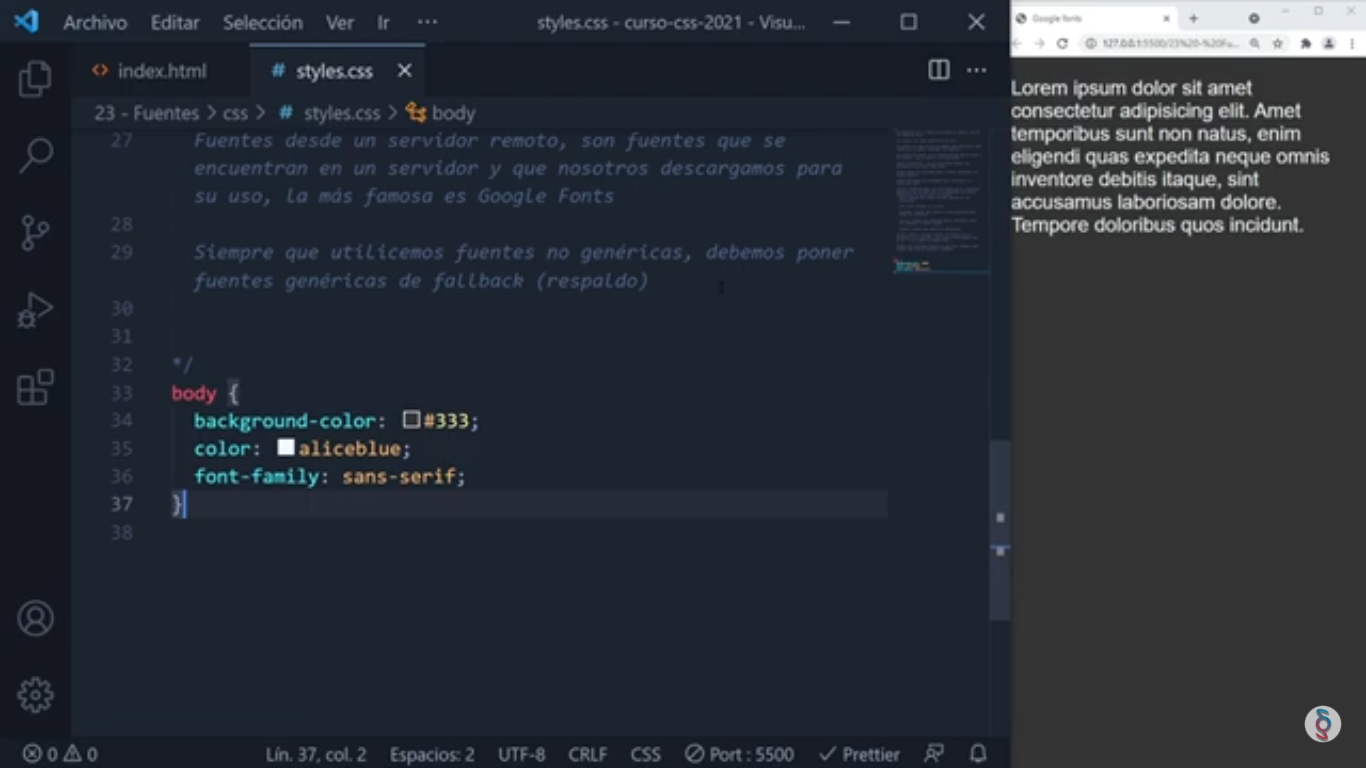 Archivo Editar Selección Ver Ir ··· styles.css - curso-css-2021 - Visu...
index.html # styles.css
23 - Fuentes > css > # styles.css > body
27 Fuentes desde un servidor remoto, son fuentes que se
encuentran en un servidor y que nosotros descargamos para
su uso, la más famosa es Google Fonts
28
29 Siempre que utilicemos fuentes no genéricas, debemos poner
fuentes genéricas de fallback (respaldo)
30
31
32 */
33 body {
34 background-color: #333;
35 color: aliceblue;
36 font-family: sans-serif;
37 }
38
0 0 Lín. 37, col. 2 Espacios: 2 UTF-8 CRLF CSS Port : 5500 Prettier
Google fonts
127.0.0.1:5500/23%20-%20Fu...
Lorem ipsum dolor sit amet
consectetur adipisicing elit. Amet
temporibus sunt non natus, enim
eligendi quas expedita neque omnis
inventore debitis itaque, sint
accusamus laboriosam dolore.
Tempore doloribus quos incidunt.